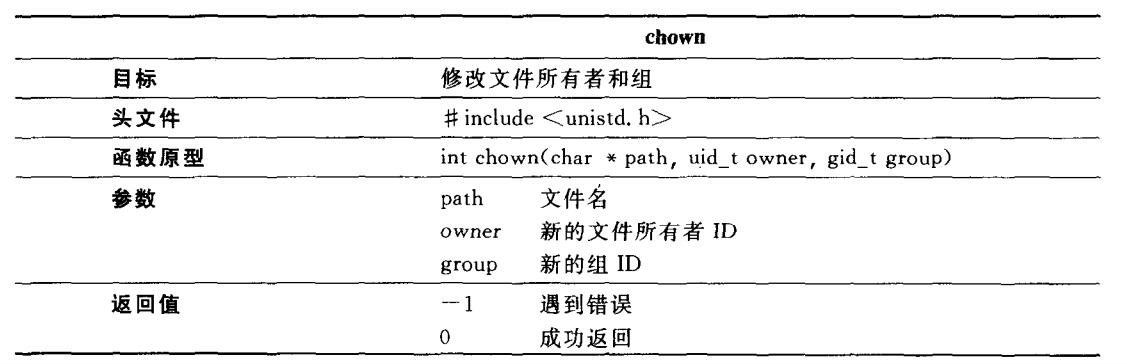 chown
目标 修改文件所有者和组
头文件 #include <unistd.h>
函数原型 int chown(char * path, uid_t owner, gid_t group)
参数 path 文件名
owner 新的文件所有者 ID
group 新的组 ID
返回值 -1 遇到错误
0 成功返回